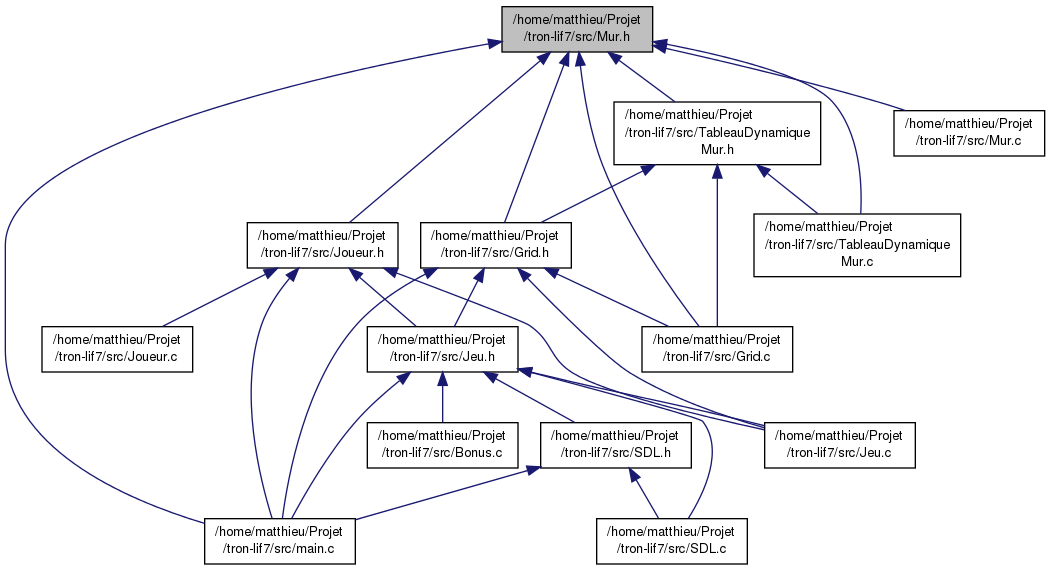 /home/matthieu/Projet
/tron-lif7/src/Mur.h
/home/matthieu/Projet
/tron-lif7/src/TableauDynamique
Mur.h
/home/matthieu/Projet
/tron-lif7/src/Mur.c
/home/matthieu/Projet
/tron-lif7/src/Joueur.h
/home/matthieu/Projet
/tron-lif7/src/Grid.h
/home/matthieu/Projet
/tron-lif7/src/TableauDynamique
Mur.c
/home/matthieu/Projet
/tron-lif7/src/Joueur.c
/home/matthieu/Projet
/tron-lif7/src/Jeu.h
/home/matthieu/Projet
/tron-lif7/src/Grid.c
/home/matthieu/Projet
/tron-lif7/src/Bonus.c
/home/matthieu/Projet
/tron-lif7/src/SDL.h
/home/matthieu/Projet
/tron-lif7/src/Jeu.c
/home/matthieu/Projet
/tron-lif7/src/main.c
/home/matthieu/Projet
/tron-lif7/src/SDL.c